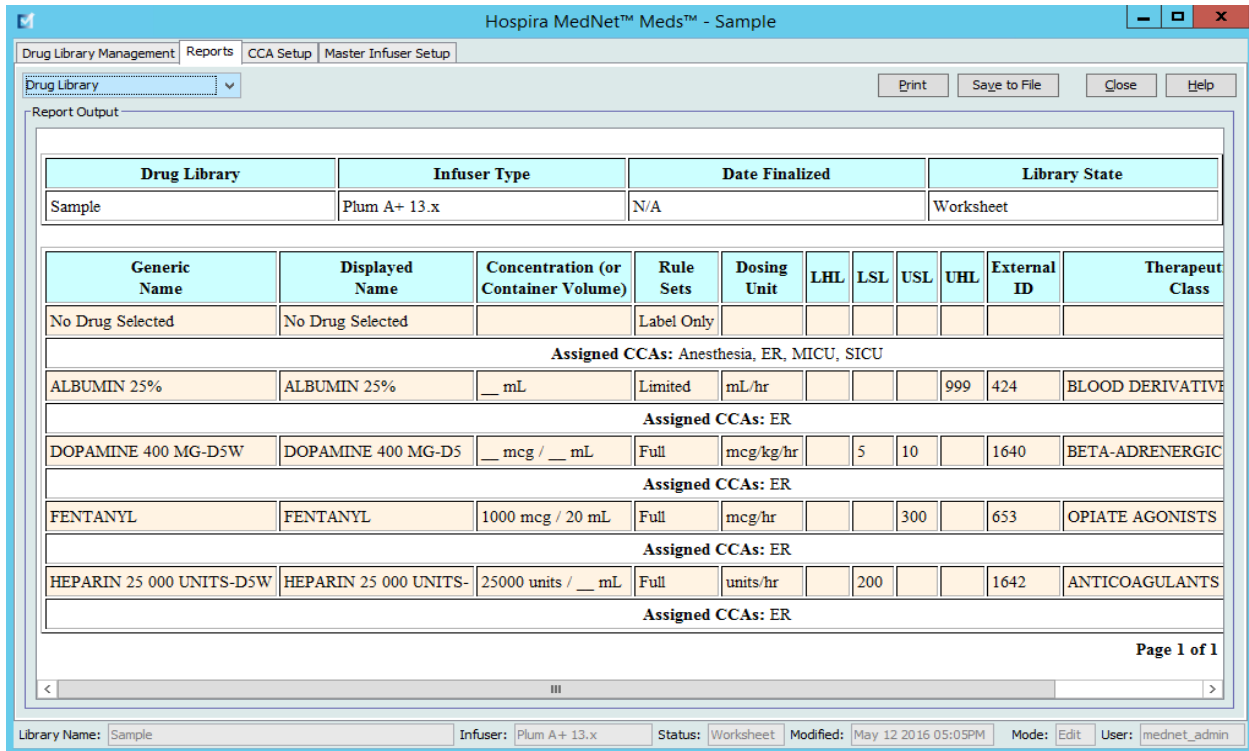 Hospira MedNet™ Meds™ - Sample
Drug Library Management Reports CCA Setup Master Infuser Setup
Drug Library Print Save to File Close Help
Report Output
Drug Library Infuser Type Date Finalized Library State
Sample Plum A+ 13.x N/A Worksheet
Generic Name Displayed Name Concentration (or Container Volume) Rule Sets Dosing Unit LHL LSL USL UHL External ID Therapeut Class
No Drug Selected No Drug Selected Label Only
Assigned CCAs: Anesthesia, ER, MICU, SICU
ALBUMIN 25% ALBUMIN 25% __ mL Limited mL/hr 999 424 BLOOD DERIVATIVE
Assigned CCAs: ER
DOPAMINE 400 MG-D5W DOPAMINE 400 MG-D5 __ mcg / __ mL Full mcg/kg/hr 5 10 1640 BETA-ADRENERGIC
Assigned CCAs: ER
FENTANYL FENTANYL 1000 mcg / 20 mL Full mcg/hr 300 653 OPIATE AGONISTS
Assigned CCAs: ER
HEPARIN 25 000 UNITS-D5W HEPARIN 25 000 UNITS- 25000 units / __ mL Full units/hr 200 1642 ANTICOAGULANTS
Assigned CCAs: ER
Page 1 of 1
Library Name: Sample Infuser: Plum A+ 13.x Status: Worksheet Modified: May 12 2016 05:05PM Mode: Edit User: mednet_admin